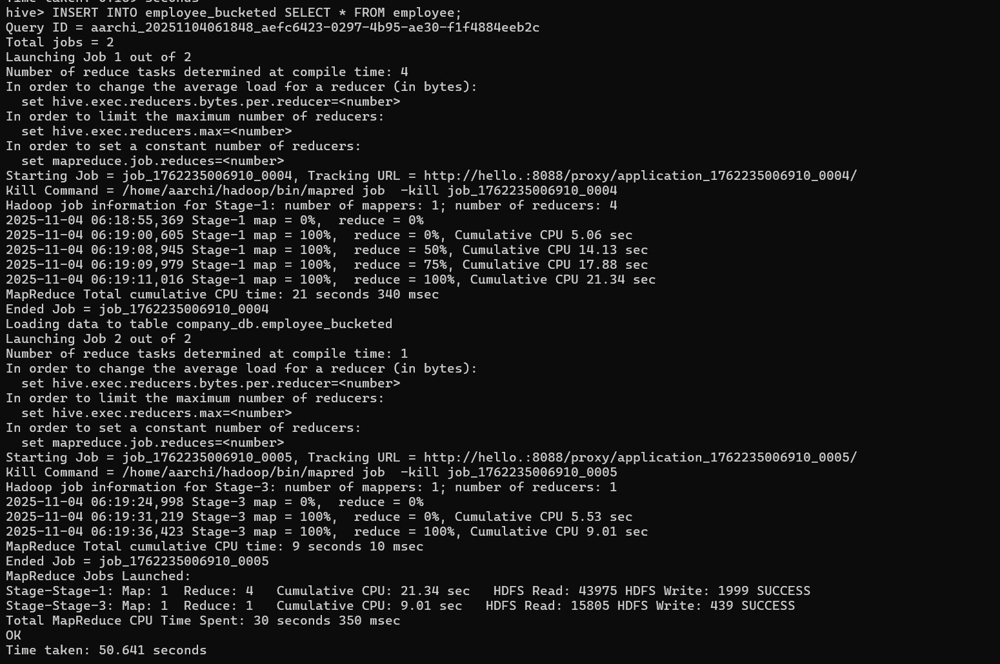 Time taken: 0.189 seconds
hive> INSERT INTO employee_bucketed SELECT * FROM employee;
Query ID = aarchi_20251104061848_aefc6423-0297-4b95-ae30-f1f4884eeb2c
Total jobs = 2
Launching Job 1 out of 2
Number of reduce tasks determined at compile time: 4
In order to change the average load for a reducer (in bytes):
  set hive.exec.reducers.bytes.per.reducer=<number>
In order to limit the maximum number of reducers:
  set hive.exec.reducers.max=<number>
In order to set a constant number of reducers:
  set mapreduce.job.reduces=<number>
Starting Job = job_1762235006910_0004, Tracking URL = http://hello.:8088/proxy/application_1762235006910_0004/
Kill Command = /home/aarchi/hadoop/bin/mapred job  -kill job_1762235006910_0004
Hadoop job information for Stage-1: number of mappers: 1; number of reducers: 4
2025-11-04 06:18:55,369 Stage-1 map = 0%,  reduce = 0%
2025-11-04 06:19:00,605 Stage-1 map = 100%,  reduce = 0%, Cumulative CPU 5.06 sec
2025-11-04 06:19:08,945 Stage-1 map = 100%,  reduce = 50%, Cumulative CPU 14.13 sec
2025-11-04 06:19:09,979 Stage-1 map = 100%,  reduce = 75%, Cumulative CPU 17.88 sec
2025-11-04 06:19:11,016 Stage-1 map = 100%,  reduce = 100%, Cumulative CPU 21.34 sec
MapReduce Total cumulative CPU time: 21 seconds 340 msec
Ended Job = job_1762235006910_0004
Loading data to table company_db.employee_bucketed
Launching Job 2 out of 2
Number of reduce tasks determined at compile time: 1
In order to change the average load for a reducer (in bytes):
  set hive.exec.reducers.bytes.per.reducer=<number>
In order to limit the maximum number of reducers:
  set hive.exec.reducers.max=<number>
In order to set a constant number of reducers:
  set mapreduce.job.reduces=<number>
Starting Job = job_1762235006910_0005, Tracking URL = http://hello.:8088/proxy/application_1762235006910_0005/
Kill Command = /home/aarchi/hadoop/bin/mapred job  -kill job_1762235006910_0005
Hadoop job information for Stage-3: number of mappers: 1; number of reducers: 1
2025-11-04 06:19:24,998 Stage-3 map = 0%,  reduce = 0%
2025-11-04 06:19:31,219 Stage-3 map = 100%,  reduce = 0%, Cumulative CPU 5.53 sec
2025-11-04 06:19:36,423 Stage-3 map = 100%,  reduce = 100%, Cumulative CPU 9.01 sec
MapReduce Total cumulative CPU time: 9 seconds 10 msec
Ended Job = job_1762235006910_0005
MapReduce Jobs Launched:
Stage-Stage-1: Map: 1  Reduce: 4   Cumulative CPU: 21.34 sec   HDFS Read: 43975 HDFS Write: 1999 SUCCESS
Stage-Stage-3: Map: 1  Reduce: 1   Cumulative CPU: 9.01 sec   HDFS Read: 15805 HDFS Write: 439 SUCCESS
Total MapReduce CPU Time Spent: 30 seconds 350 msec
OK
Time taken: 50.641 seconds